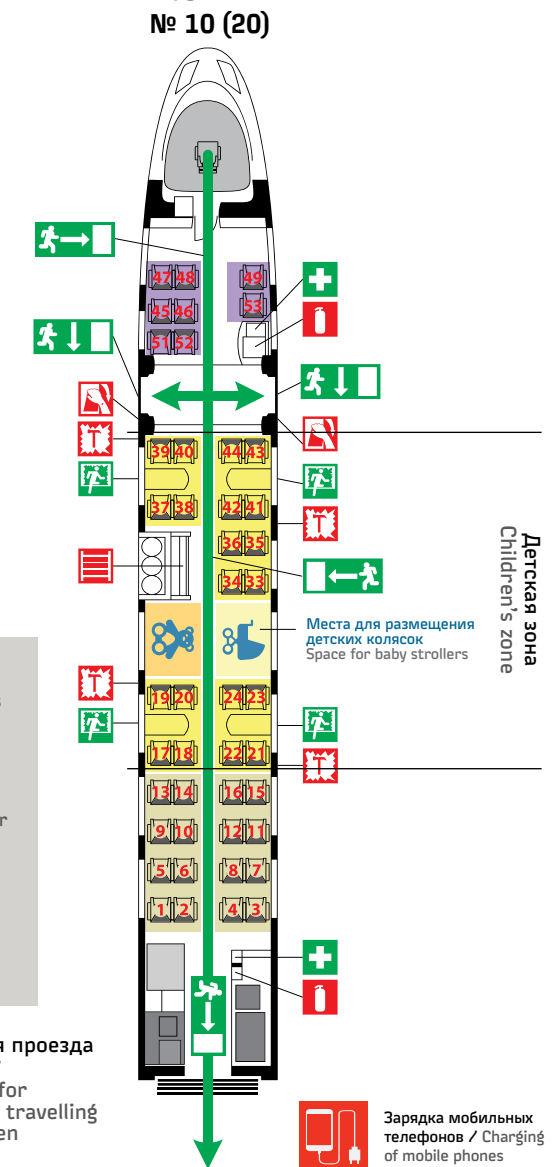 № 10 (20)
47 48 49
45 46 53
51 52
39 40 44 43
37 38 42 41
36 35
34 33
Места для размещения
детских колясок
Space for baby strollers
Детская зона
Children's zone
19 20 24 23
17 18 22 21
13 14 16 15
9 10 12 11
5 6 8 7
1 2 4 3
я проезда
for
travelling
en
Зарядка мобильных
телефонов / Charging
of mobile phones
T
T
T
T